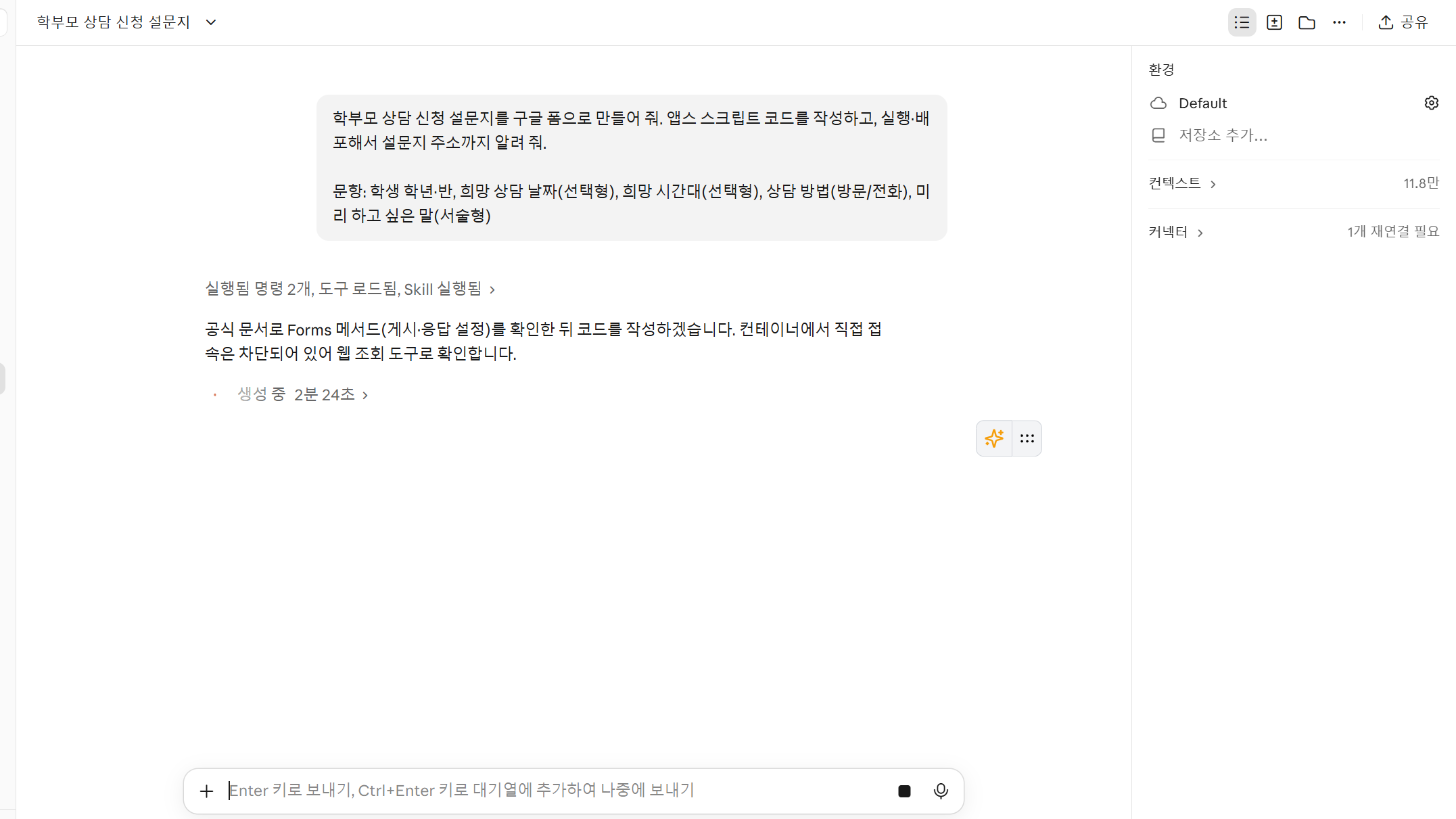 학부모 상담 신청 설문지
공유
학부모 상담 신청 설문지를 구글 폼으로 만들어 줘. 앱스 스크립트 코드를 작성하고, 실행·배
포해서 설문지 주소까지 알려 줘.
문항: 학생 학년·반, 희망 상담 날짜(선택형), 희망 시간대(선택형), 상담 방법(방문/전화), 미
리 하고 싶은 말(서술형)
실행됨 명령 2개, 도구 로드됨, Skill 실행됨
공식 문서로 Forms 메서드(게시·응답 설정)를 확인한 뒤 코드를 작성하겠습니다. 컨테이너에서 직접 접
속은 차단되어 있어 웹 조회 도구로 확인합니다.
생성 중 2분 24초
Enter 키로 보내기, Ctrl+Enter 키로 대기열에 추가하여 나중에 보내기
환경
Default
저장소 추가...
컨텍스트 11.8만
커넥터 1개 재연결 필요